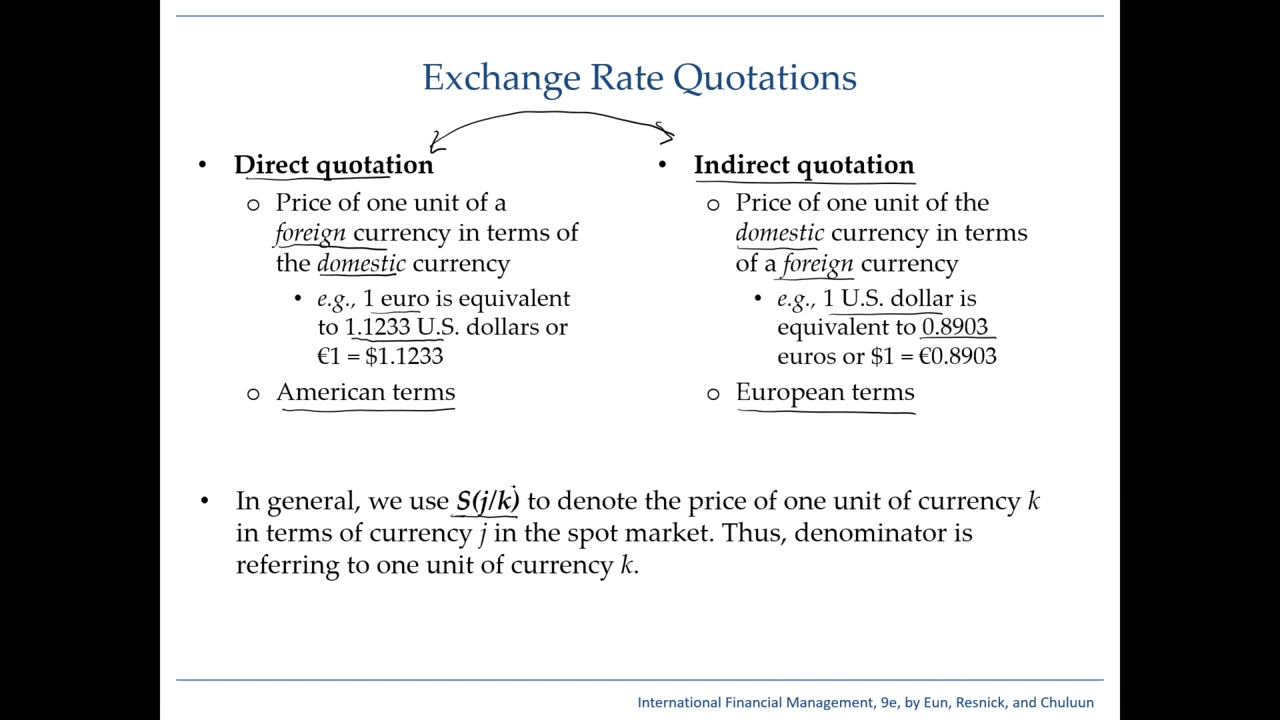 Exchange Rate Quotations
• Direct quotation
o Price of one unit of a
foreign currency in terms of
the domestic currency
• e.g., 1 euro is equivalent
to 1.1233 U.S. dollars or
€1 = $1.1233
o American terms
• Indirect quotation
o Price of one unit of the
domestic currency in terms
of a foreign currency
• e.g., 1 U.S. dollar is
equivalent to 0.8903
euros or $1 = €0.8903
o European terms
• In general, we use S(j/k) to denote the price of one unit of currency k
in terms of currency j in the spot market. Thus, denominator is
referring to one unit of currency k.
International Financial Management, 9e, by Eun, Resnick, and Chuluun